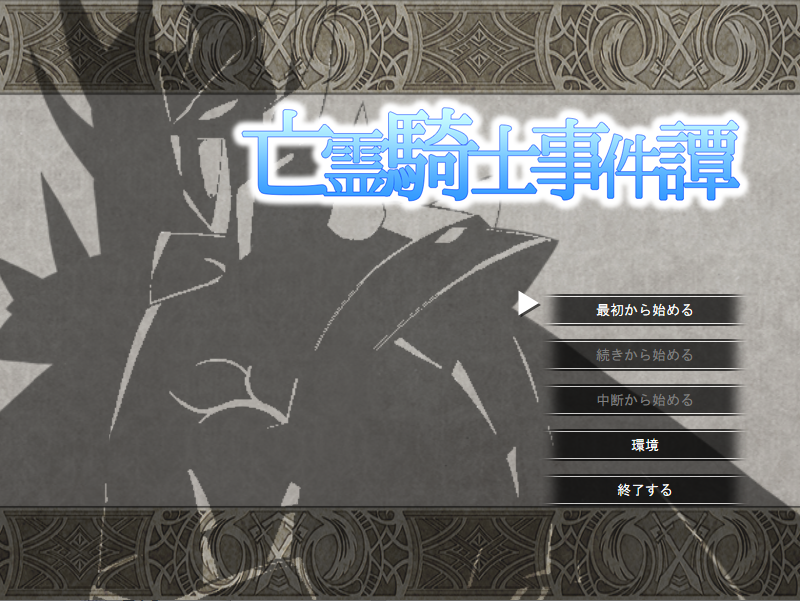 亡霊騎士事件譚
最初から始める
続きから始める
中断から始める
環境
終了する